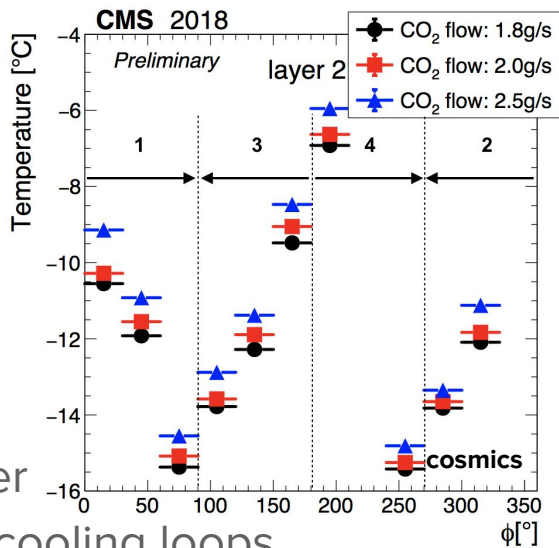 CMS 2018
Preliminary
layer 2
CO₂ flow: 1.8g/s
CO₂ flow: 2.0g/s
CO₂ flow: 2.5g/s
Temperature [°C]
−4
−6
−8
−10
−12
−14
−16
1
3
4
2
cosmics
0
50
100
150
200
250
300
350
ϕ[°]
er
cooling loops